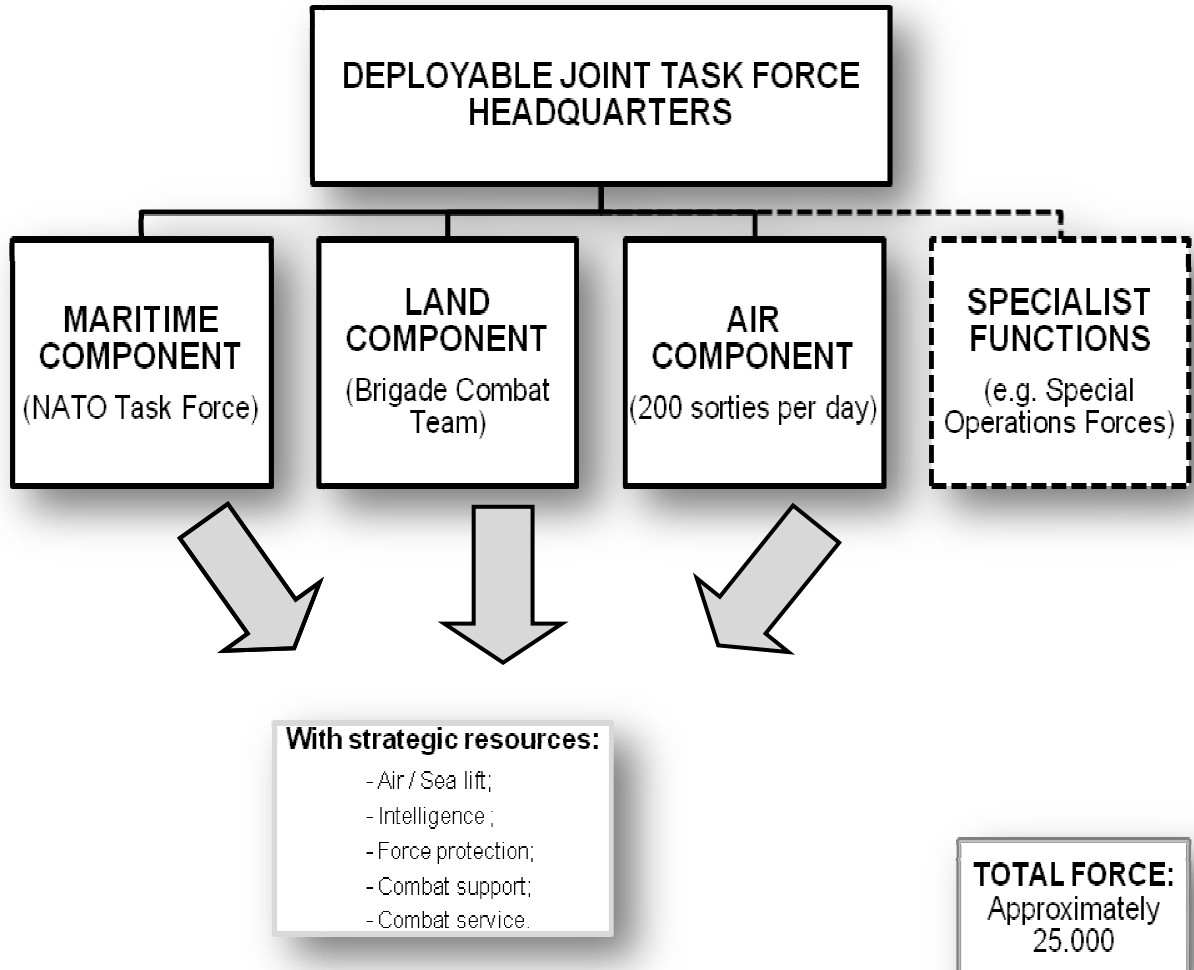 DEPLOYABLE JOINT TASK FORCE
HEADQUARTERS
MARITIME
COMPONENT
(NATO Task Force)
LAND
COMPONENT
(Brigade Combat
Team)
AIR
COMPONENT
(200 sorties per day)
SPECIALIST
FUNCTIONS
(e.g. Special
Operations Forces)
With strategic resources:
- Air / Sea lift;
- Intelligence ;
- Force protection;
- Combat support;
- Combat service.
TOTAL FORCE:
Approximately
25.000